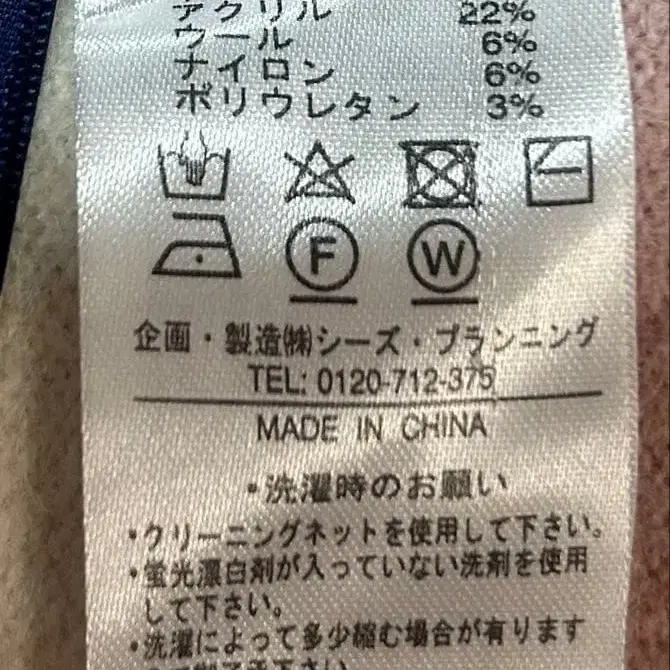 アクリル 22%
ウール 6%
ナイロン 6%
ポリウレタン 3%
F W
企画・製造㈱シーズ・プランニング
TEL: 0120-712-375
MADE IN CHINA
・洗濯時のお願い
・クリーニングネットを使用して下さい。
・蛍光漂白剤が入っていない洗剤を使用
して下さい。
・洗濯によって多少縮む場合が有ります